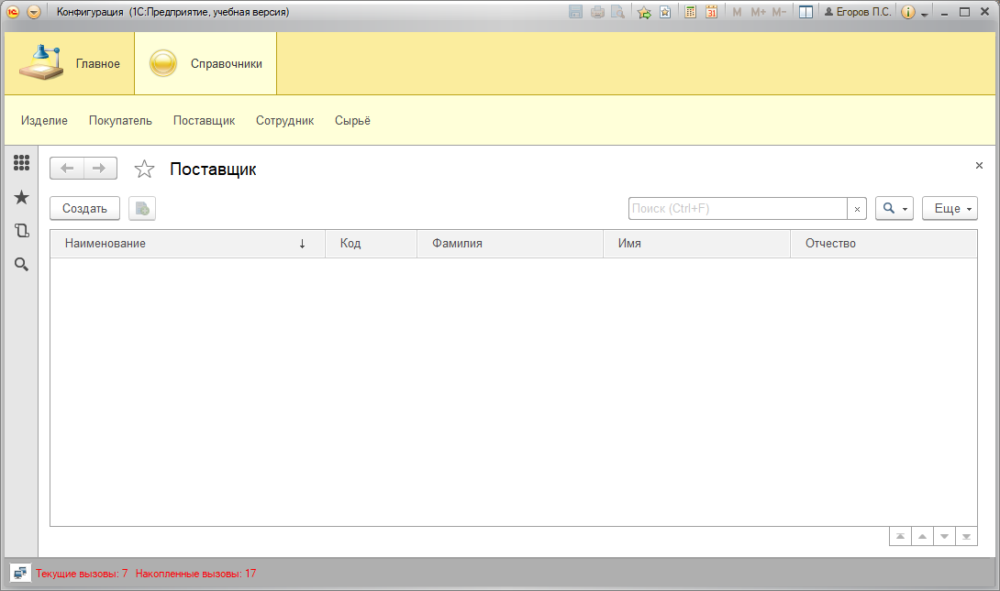 Конфигурация (1С:Предприятие, учебная версия) 31 M M+ M− Егоров П.С.
Главное Справочники
Изделие Покупатель Поставщик Сотрудник Сырьё
Поставщик
Создать Поиск (Ctrl+F) Еще
Наименование Код Фамилия Имя Отчество
Текущие вызовы: 7 Накопленные вызовы: 17